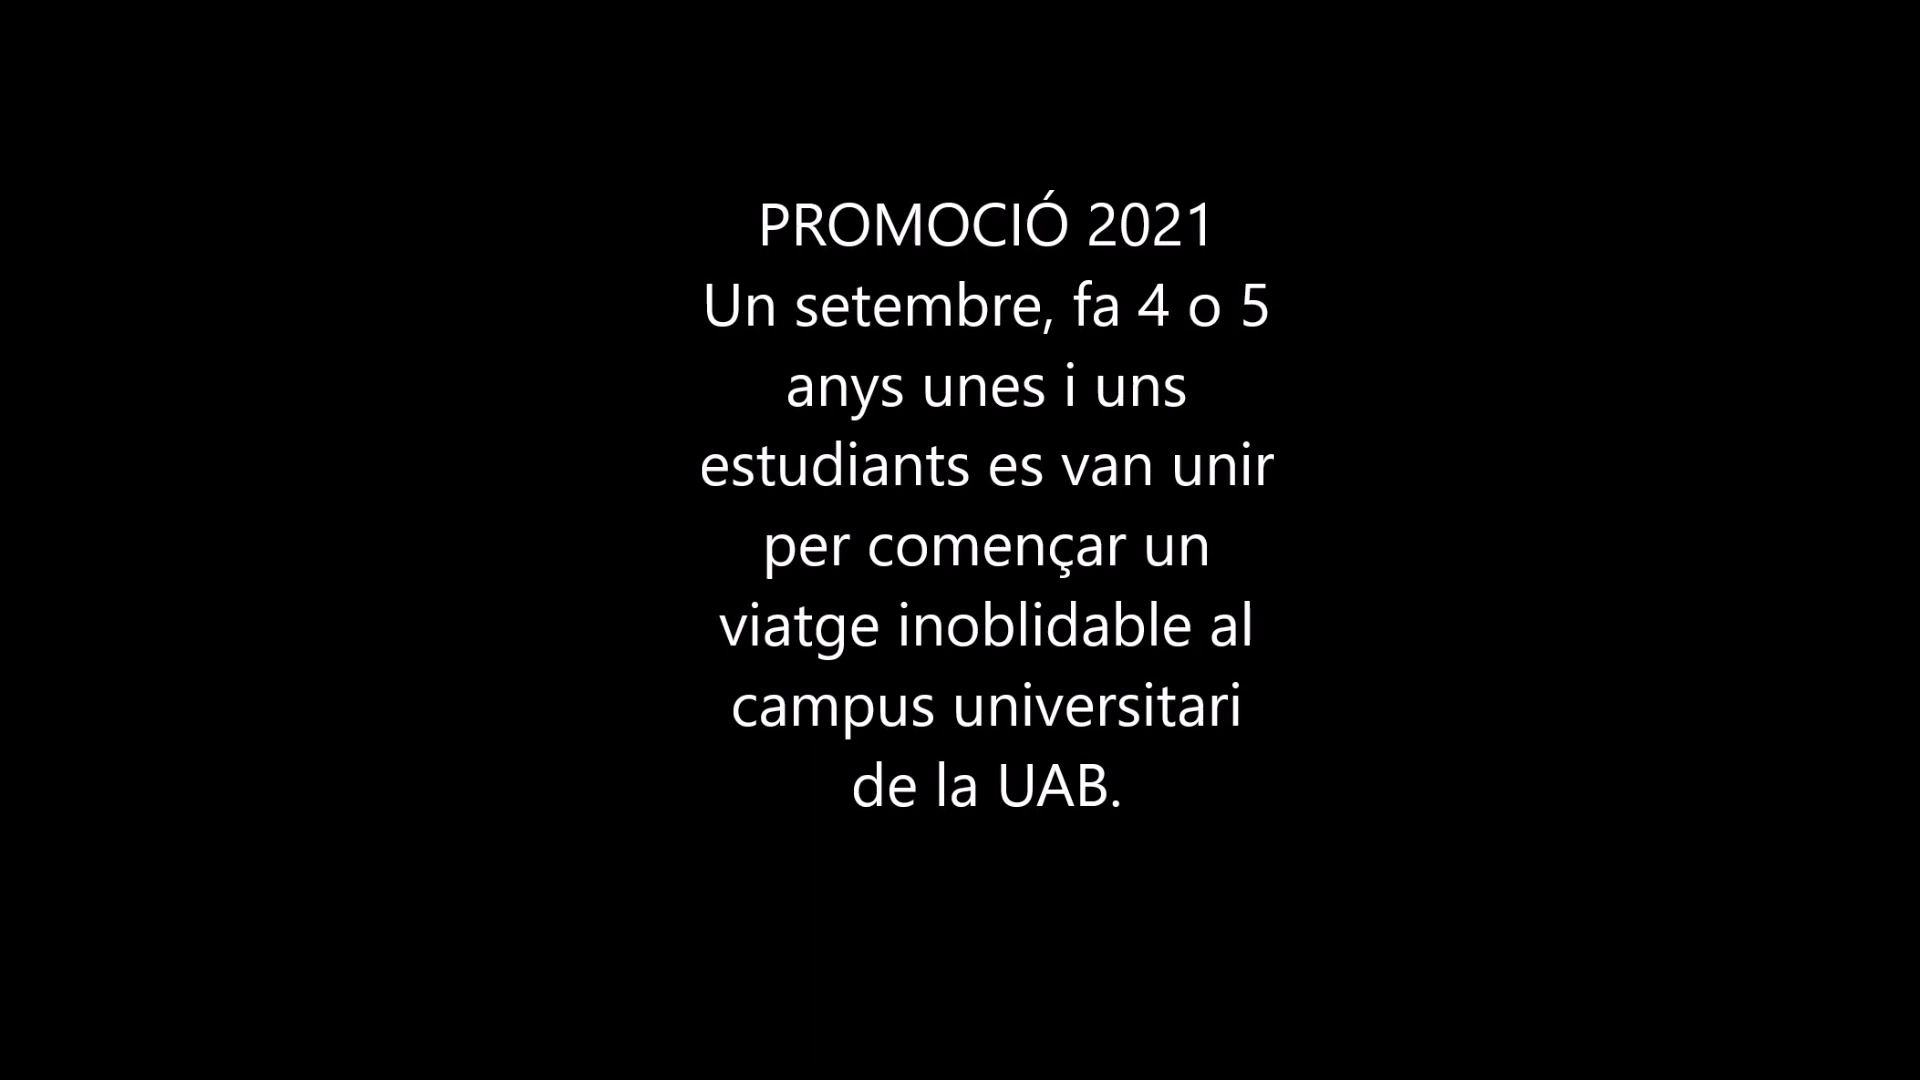 PROMOCIÓ 2021
Un setembre, fa 4 o 5
anys unes i uns
estudiants es van unir
per començar un
viatge inoblidable al
campus universitari
de la UAB.